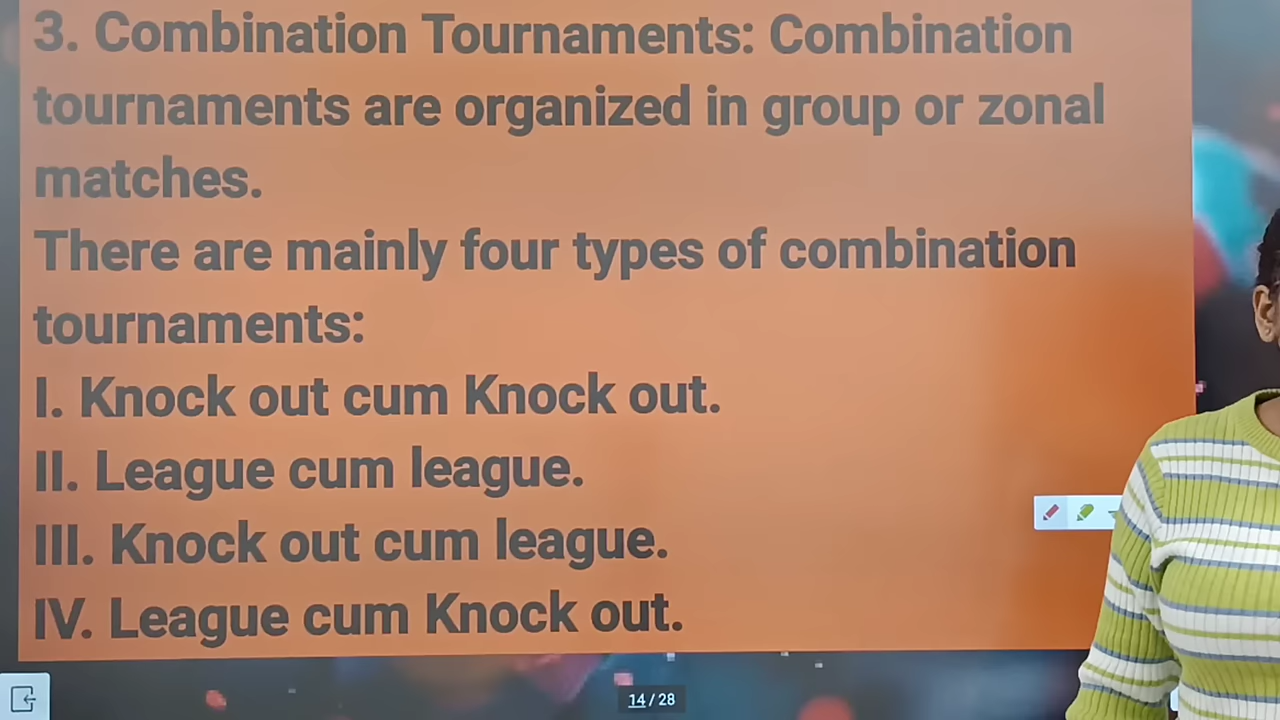 3. Combination Tournaments: Combination
tournaments are organized in group or zonal
matches.
There are mainly four types of combination
tournaments:
I. Knock out cum Knock out.
II. League cum league.
III. Knock out cum league.
IV. League cum Knock out.
14 / 28